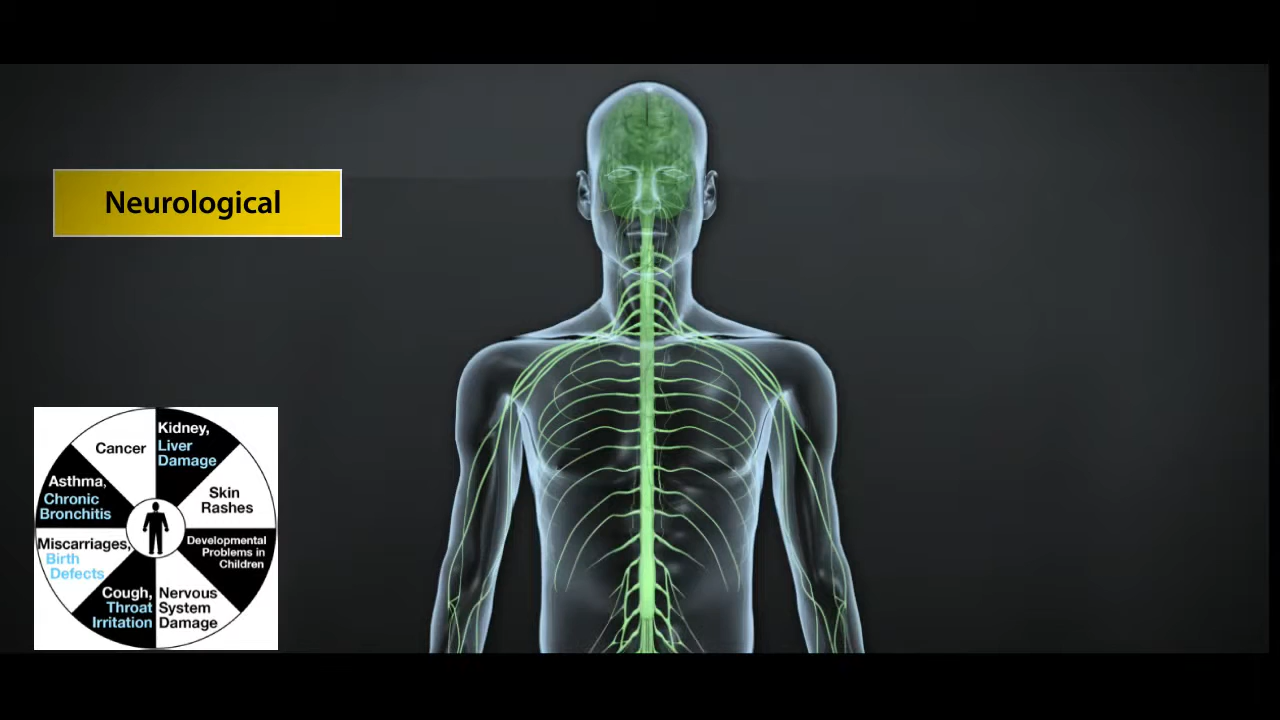 Neurological
Cancer
Kidney,
Liver
Damage
Skin
Rashes
Developmental
Problems in
Children
Nervous
System
Damage
Cough,
Throat
Irritation
Miscarriages,
Birth
Defects
Asthma,
Chronic
Bronchitis